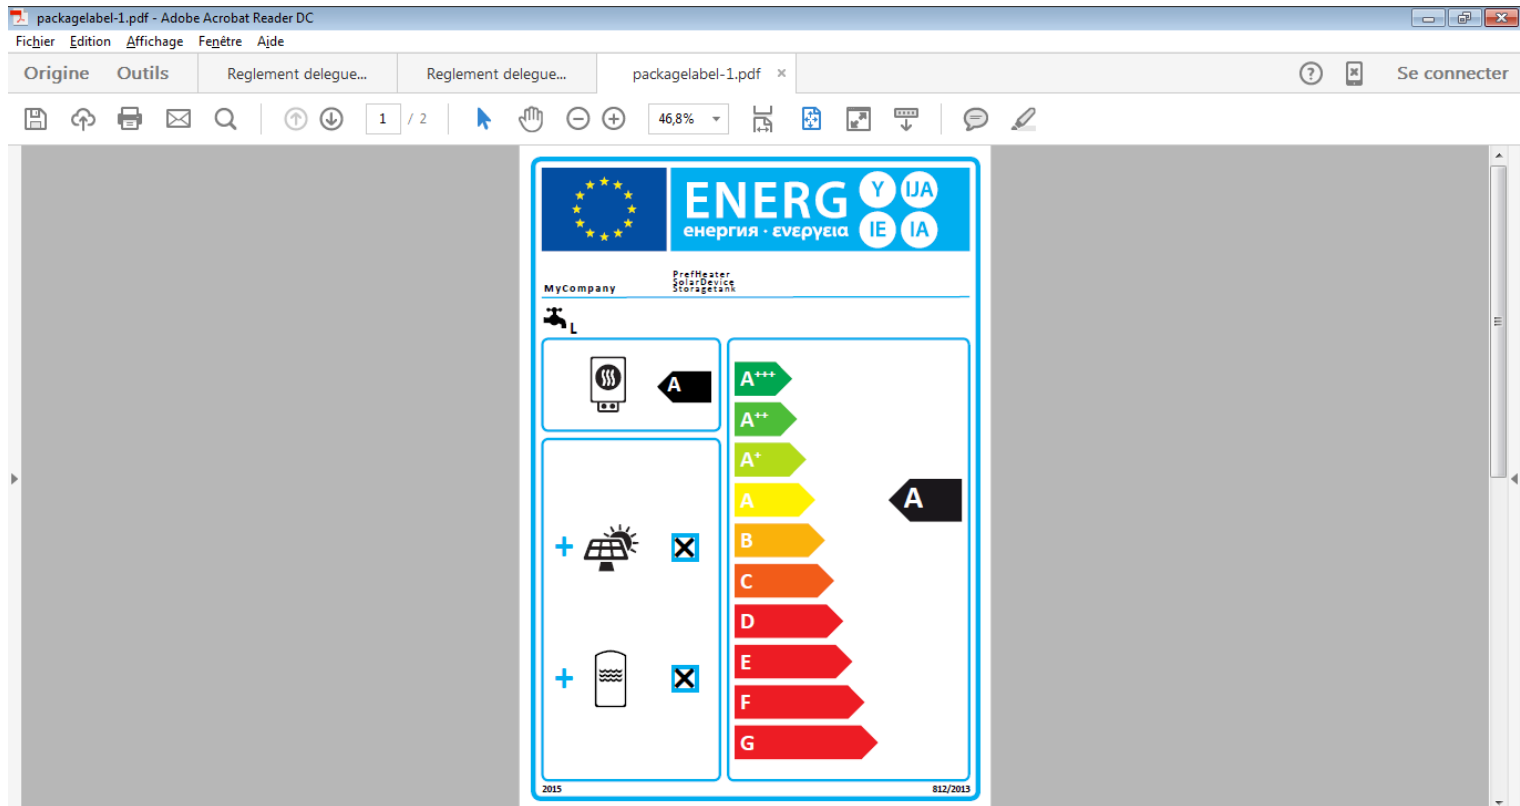 packagelabel-1.pdf - Adobe Acrobat Reader DC
Fichier Edition Affichage Fenêtre Aide
Origine Outils Reglement delegue... Reglement delegue... packagelabel-1.pdf × Se connecter
1 / 2 46,8%
ENERG Y IJA
енергия · ενεργεια IE IA
PrefHeater
SolarDevice
MyCompany Storagetank
L
A
A+++
A++
A+
A
A
B
+
C
D
E
+
F
G
2015 812/2013